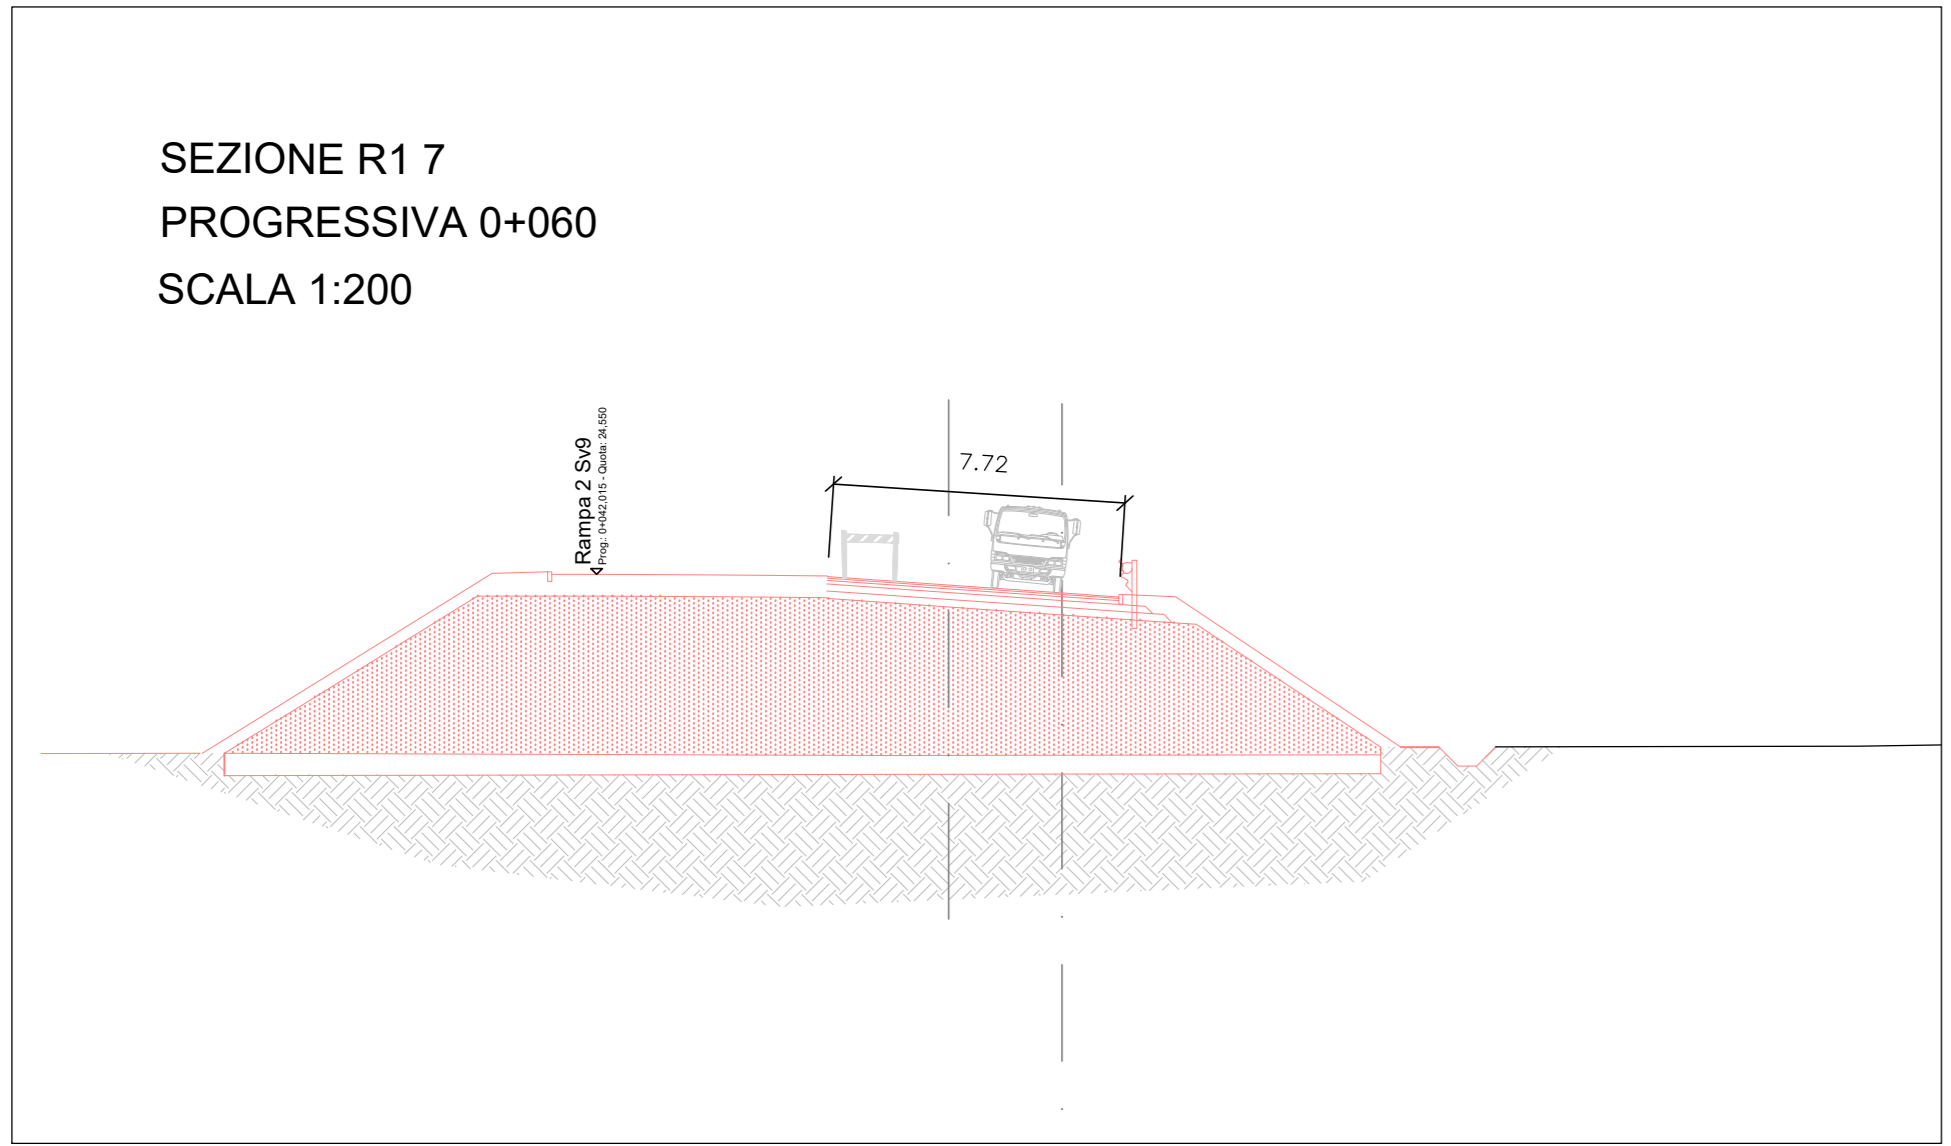 SEZIONE R1 7
PROGRESSIVA 0+060
SCALA 1:200
Rampa 2 Sv9
Prog.: 0+042,015 - Quota: 24,550
7.72